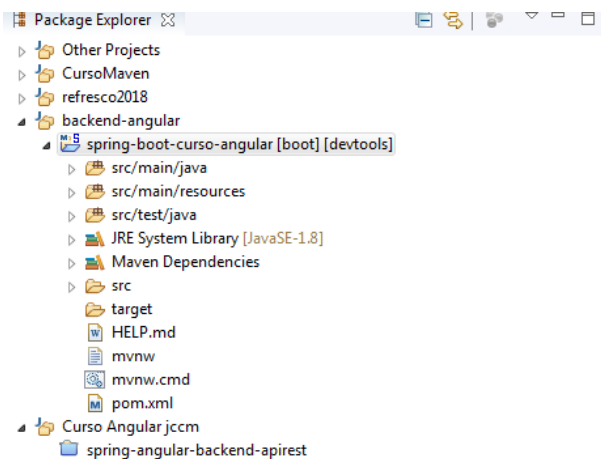 Package Explorer
Other Projects
CursoMaven
refresco2018
backend-angular
spring-boot-curso-angular [boot] [devtools]
src/main/java
src/main/resources
src/test/java
JRE System Library [JavaSE-1.8]
Maven Dependencies
src
target
HELP.md
mvnw
mvnw.cmd
pom.xml
Curso Angular jccm
spring-angular-backend-apirest